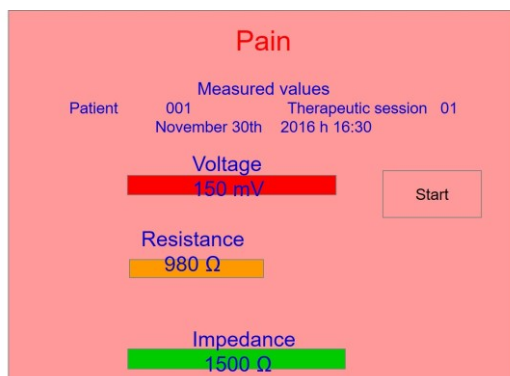 Pain
Measured values
Patient 001 Therapeutic session 01
November 30th 2016 h 16:30
Voltage
150 mV
Start
Resistance
980 Ω
Impedance
1500 Ω